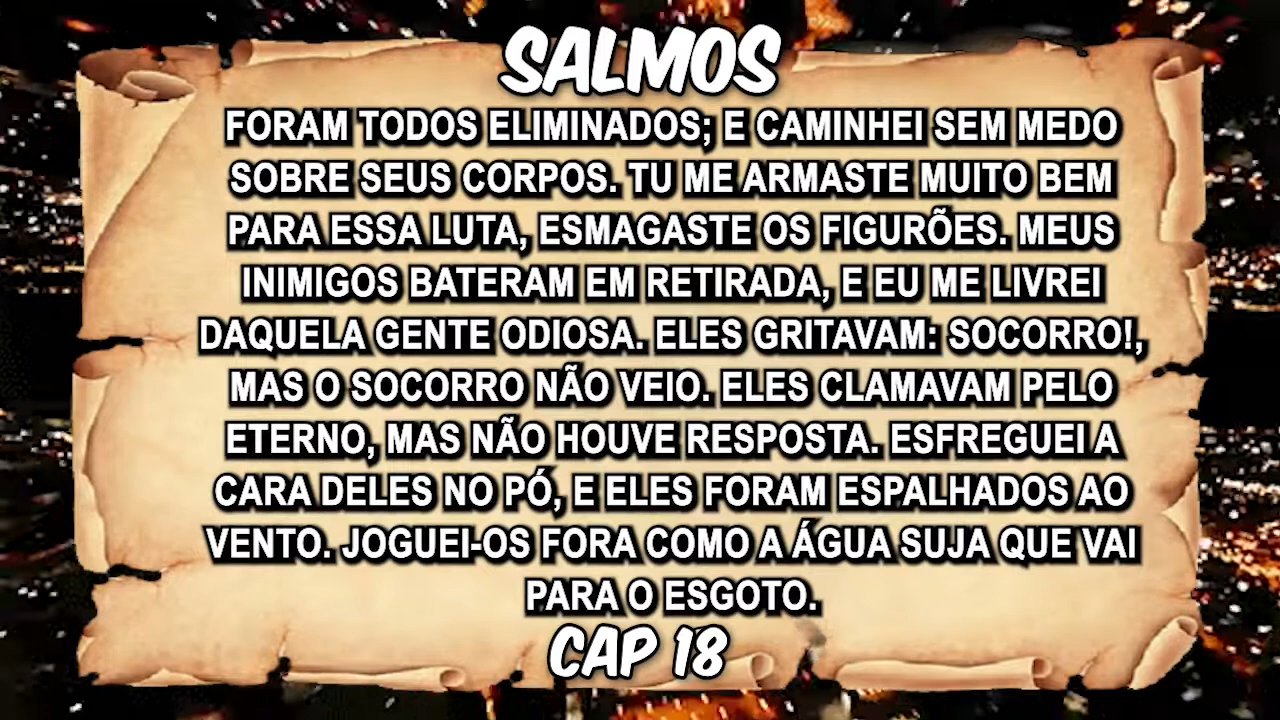 SALMOS
FORAM TODOS ELIMINADOS; E CAMINHEI SEM MEDO
SOBRE SEUS CORPOS. TU ME ARMASTE MUITO BEM
PARA ESSA LUTA, ESMAGASTE OS FIGURÕES. MEUS
INIMIGOS BATERAM EM RETIRADA, E EU ME LIVREI
DAQUELA GENTE ODIOSA. ELES GRITAVAM: SOCORRO!,
MAS O SOCORRO NÃO VEIO. ELES CLAMAVAM PELO
ETERNO, MAS NÃO HOUVE RESPOSTA. ESFREGUEI A
CARA DELES NO PÓ, E ELES FORAM ESPALHADOS AO
VENTO. JOGUEI-OS FORA COMO A ÁGUA SUJA QUE VAI
PARA O ESGOTO.
CAP 18